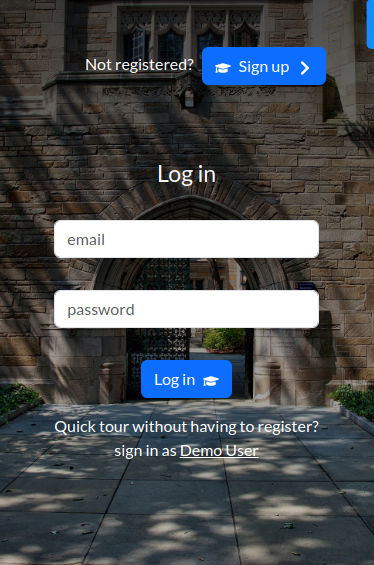 Not registered? Sign up
Log in
email
password
Log in
Quick tour without having to register?
sign in as Demo User